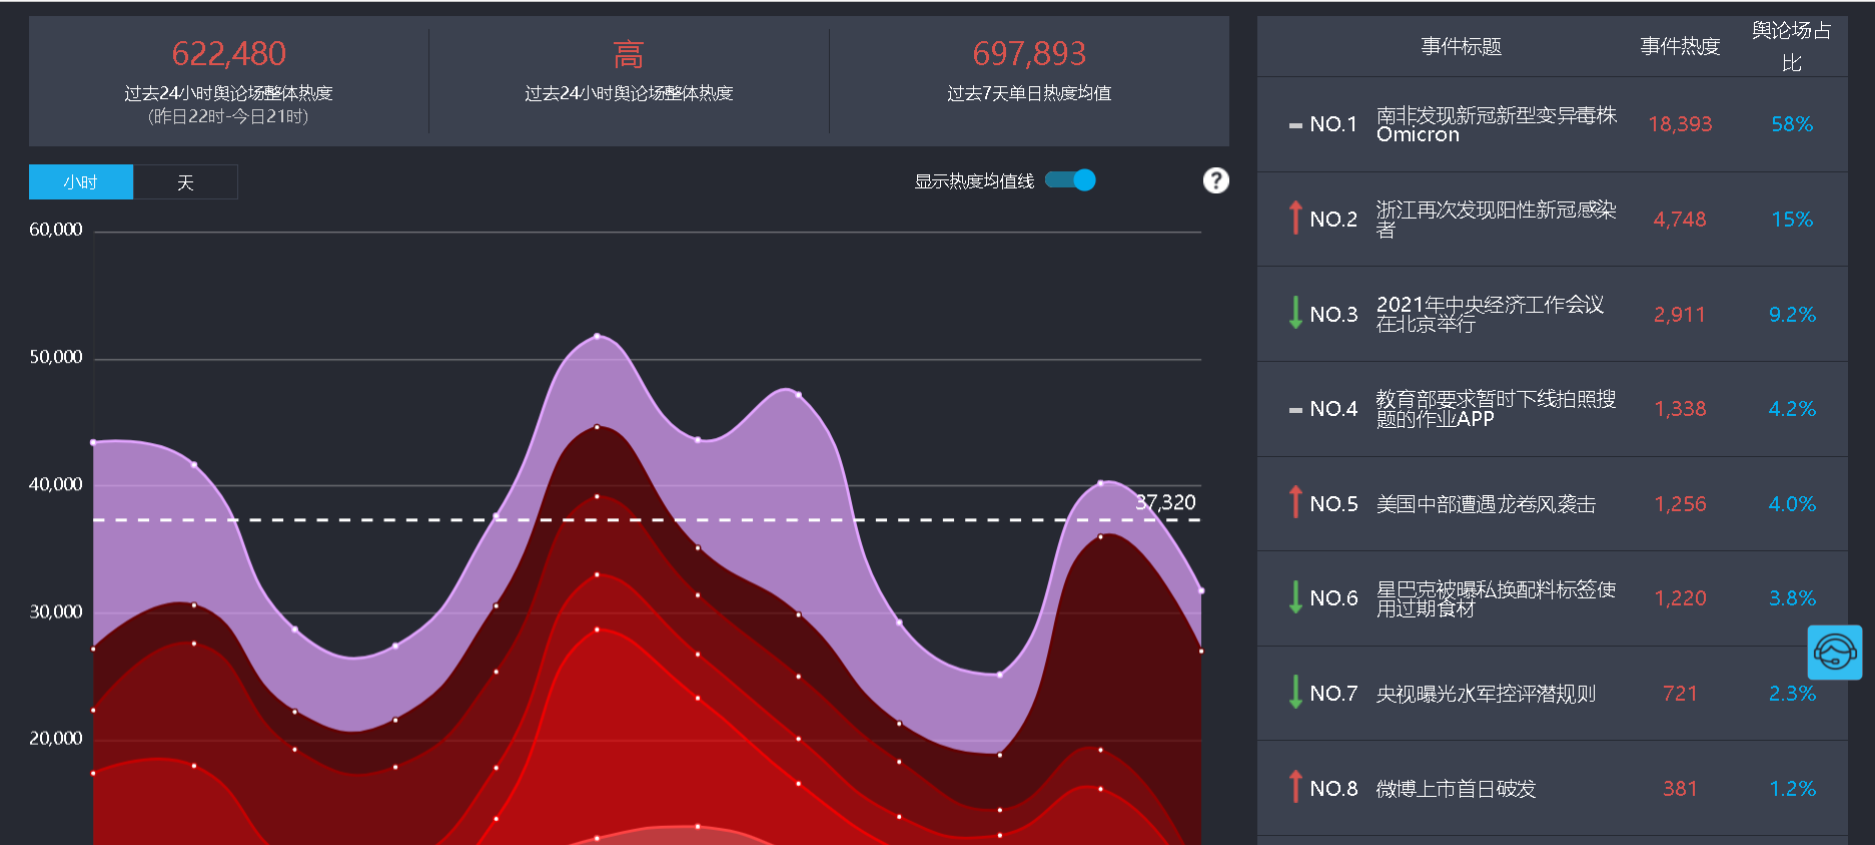 622,480
过去24小时舆论场整体热度
(昨日22时-今日21时)
高
过去24小时舆论场整体热度
697,893
过去7天单日热度均值
小时
天
显示热度均值线
?
60,000
50,000
40,000
30,000
20,000
37,320
事件标题
事件热度
舆论场占
比
NO.1
南非发现新冠新型变异毒株
Omicron
18,393
58%
NO.2
浙江再次发现阳性新冠感染
者
4,748
15%
NO.3
2021年中央经济工作会议
在北京举行
2,911
9.2%
NO.4
教育部要求暂时下线拍照搜
题的作业APP
1,338
4.2%
NO.5
美国中部遭遇龙卷风袭击
1,256
4.0%
NO.6
星巴克被曝私换配料标签使
用过期食材
1,220
3.8%
NO.7
央视曝光水军控评潜规则
721
2.3%
NO.8
微博上市首日破发
381
1.2%